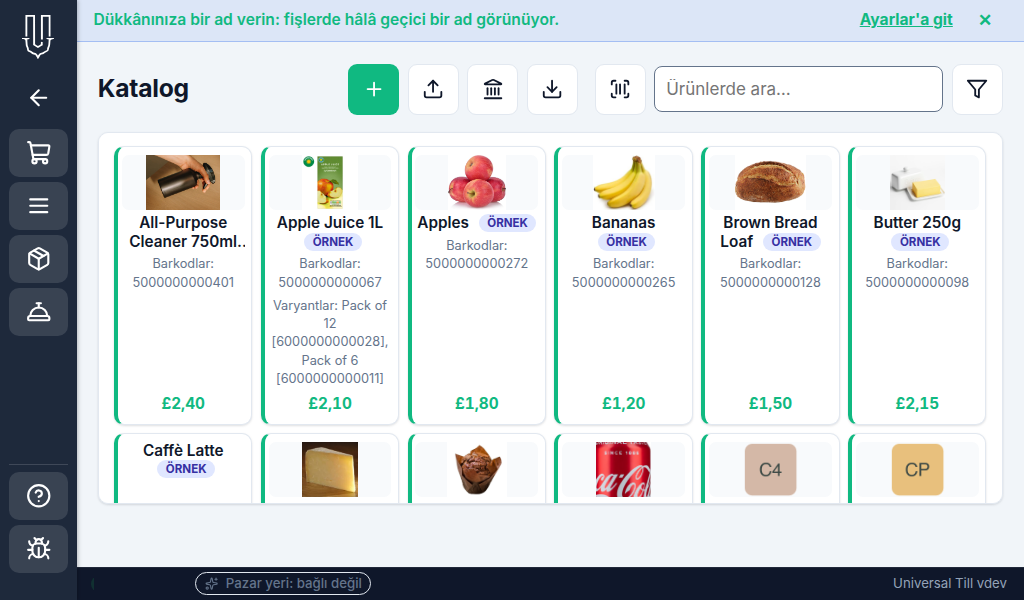 Dükkânınıza bir ad verin: fişlerde hâlâ geçici bir ad görünüyor.
Ayarlar'a git
Katalog
Ürünlerde ara...
All-Purpose
Cleaner 750ml..
Barkodlar:
5000000000401
£2,40
Apple Juice 1L
ÖRNEK
Barkodlar:
5000000000067
Varyantlar: Pack of
12
[6000000000028],
Pack of 6
[6000000000011]
£2,10
Apples ÖRNEK
Barkodlar:
5000000000272
£1,80
Bananas
ÖRNEK
Barkodlar:
5000000000265
£1,20
Brown Bread
Loaf ÖRNEK
Barkodlar:
5000000000128
£1,50
Butter 250g
ÖRNEK
Barkodlar:
5000000000098
£2,15
Caffè Latte
ÖRNEK
C4
CP
Pazar yeri: bağlı değil
Universal Till vdev